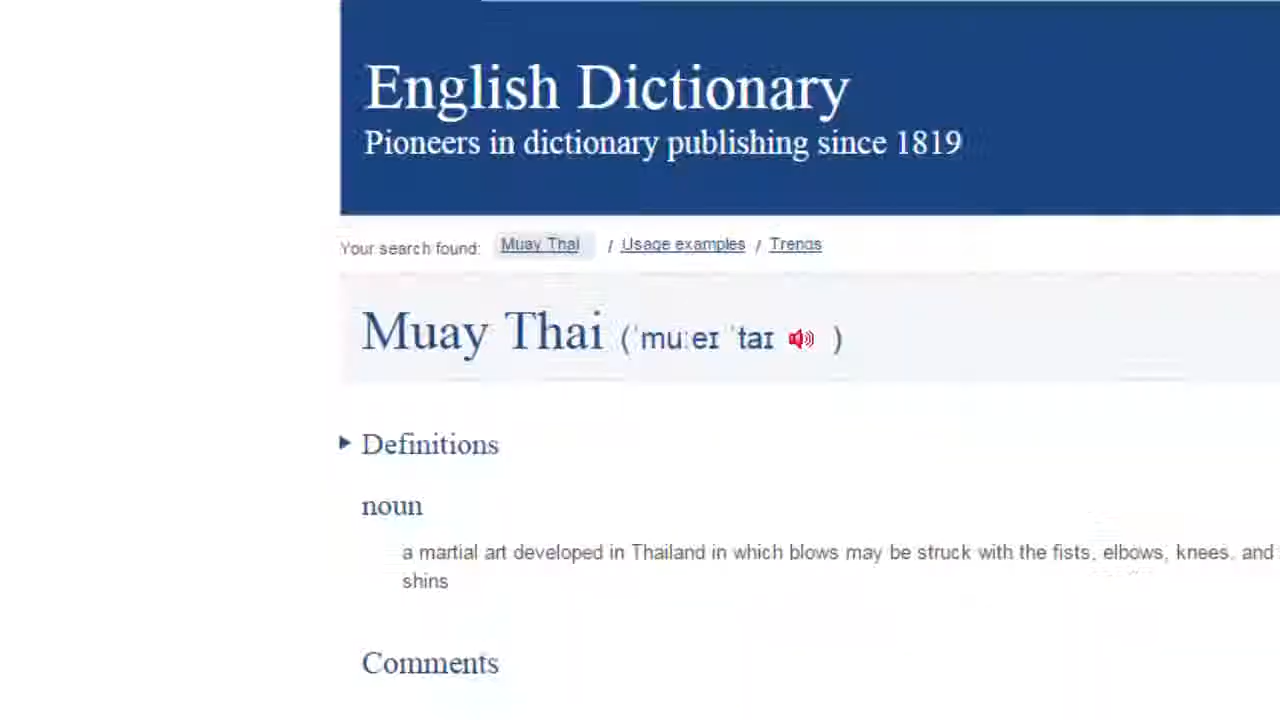 English Dictionary
Pioneers in dictionary publishing since 1819
Your search found: Muay Thai / Usage examples / Trends
Muay Thai (ˈmuːeɪ ˈtaɪ )
Definitions
noun
a martial art developed in Thailand in which blows may be struck with the fists, elbows, knees, and
shins
Comments